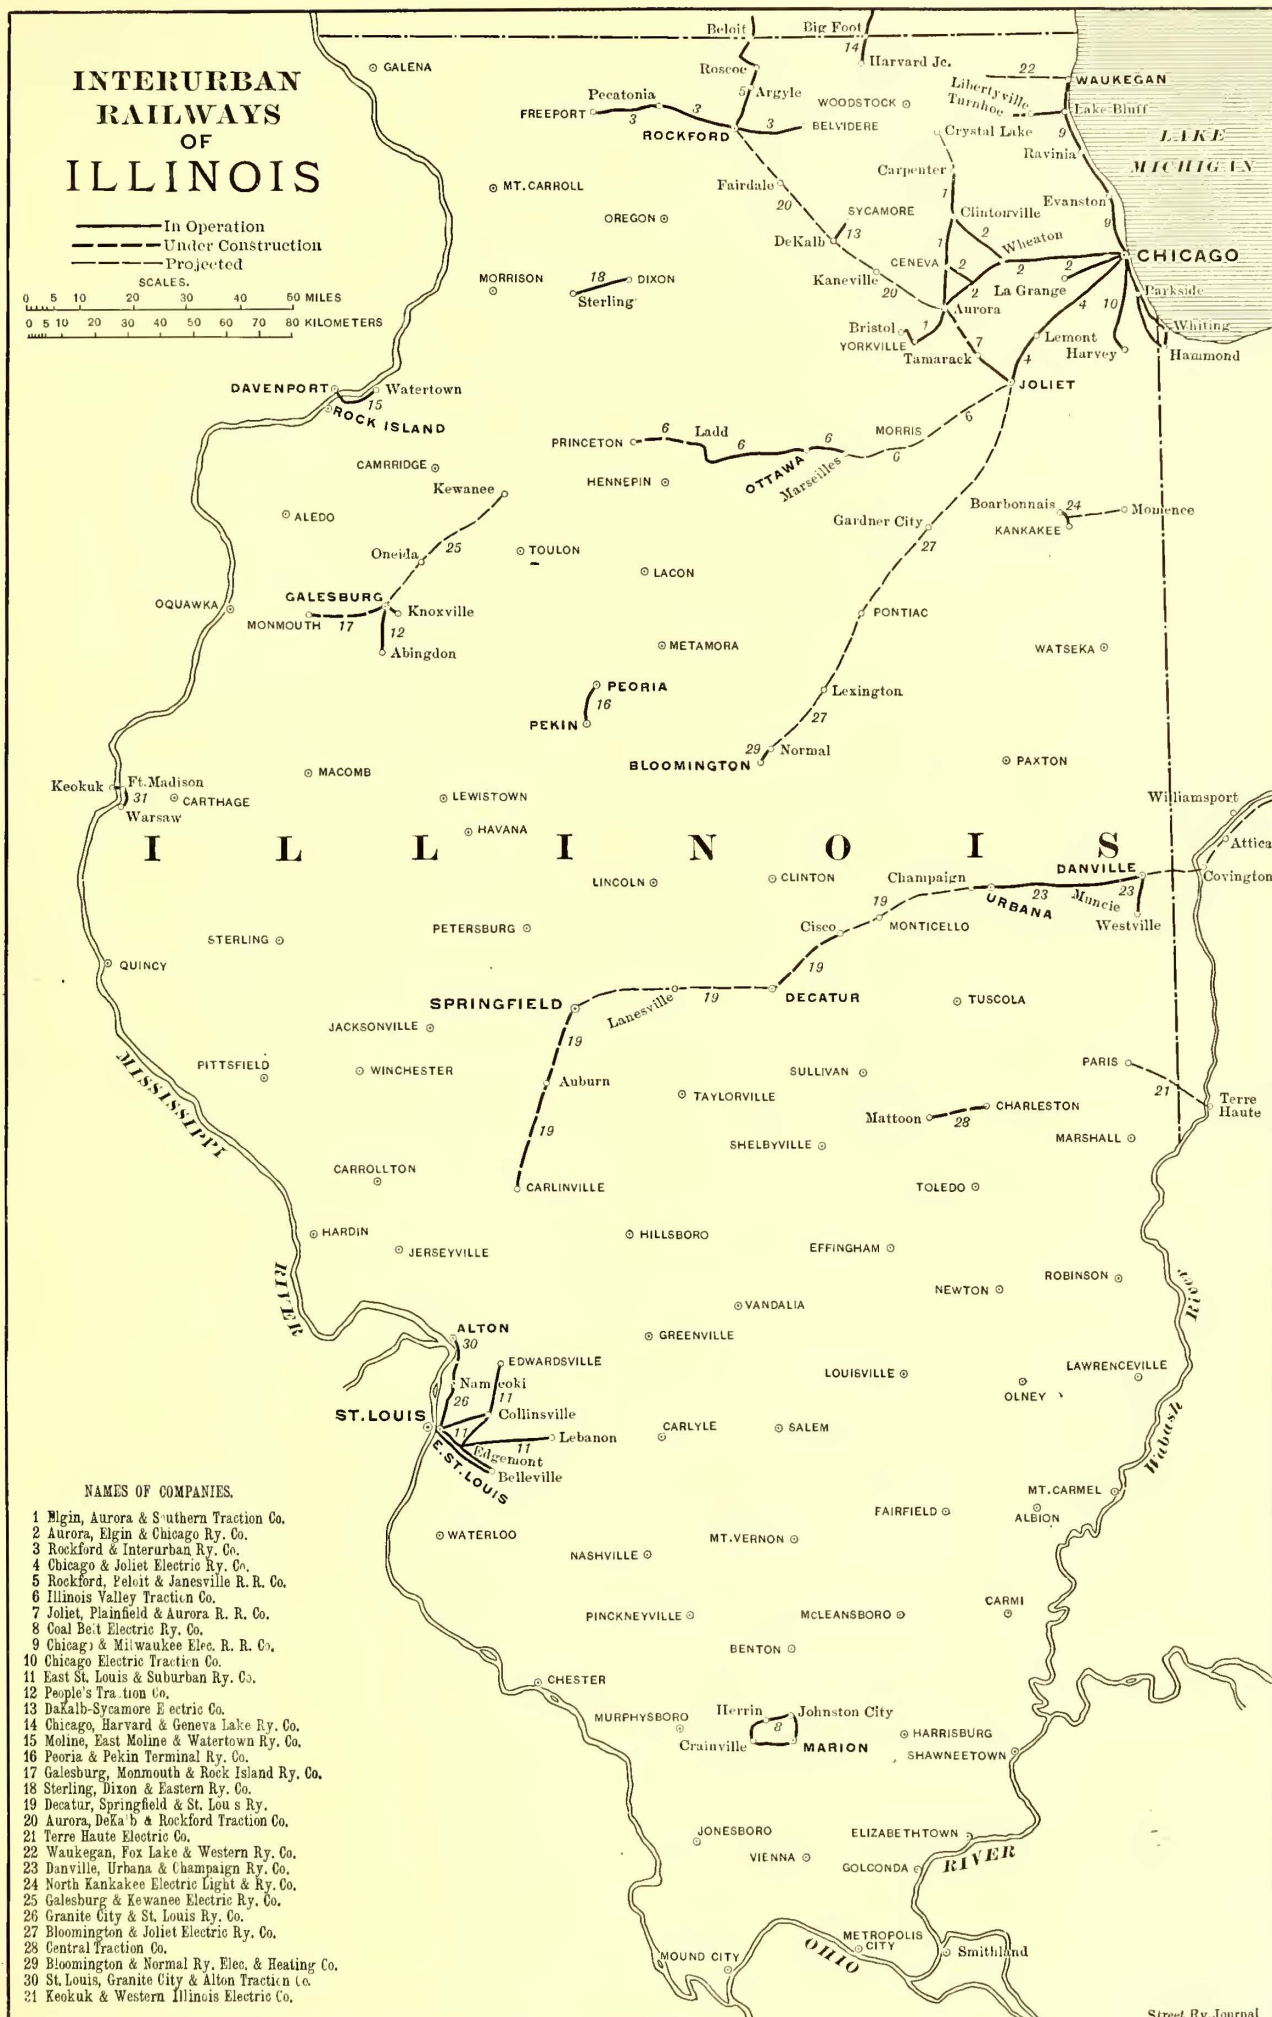 INTERURBAN
RAILWAYS
OF
ILLINOIS
In Operation
Under Construction
Projected
SCALES.
0 5 10 20 30 40 50 MILES
0 5 10 20 30 40 50 60 70 80 KILOMETERS
Beloit
Big Foot
14
Harvard Jc.
GALENA
Roscoe
5
Argyle
22
WAUKEGAN
Libertyville
Turnhoe
Lake Bluff
Pecatonia
FREEPORT
3
3
ROCKFORD
3
BELVIDERE
WOODSTOCK
Crystal Lake
9
Ravinia
LAKE
MICHIGAN
MT. CARROLL
Fairdale
20
Carpenter
1
Evanston
9
OREGON
SYCAMORE
13
DeKalb
Clintonville
1
2
Wheaton
GENEVA
2
2
2
2
CHICAGO
MORRISON
18
DIXON
Sterling
Kaneville
20
La Grange
4
10
Parkside
Aurora
Bristol
YORKVILLE
1
Tamarack
7
4
Lemont
Harvey
Whiting
Hammond
DAVENPORT
Watertown
15
ROCK ISLAND
JOLIET
PRINCETON
6
Ladd
6
6
OTTAWA
Marseilles
MORRIS
6
6
CAMRRIDGE
Kewanee
HENNEPIN
ALEDO
Oneida
25
TOULON
Gardner City
27
Boarbonnais
24
Momence
KANKAKEE
LACON
OQUAWKA
GALESBURG
Knoxville
MONMOUTH
17
12
Abingdon
PONTIAC
METAMORA
WATSEKA
PEORIA
16
PEKIN
Lexington
27
29
Normal
BLOOMINGTON
PAXTON
Keokuk
Ft. Madison
31
CARTHAGE
Warsaw
MACOMB
LEWISTOWN
HAVANA
Williamsport
Attica
ILLINOIS
LINCOLN
CLINTON
Champaign
DANVILLE
Covington
URBANA
23
Muncie
23
Westville
19
Cisco
MONTICELLO
STERLING
PETERSBURG
QUINCY
19
SPRINGFIELD
Lanesville
19
DECATUR
TUSCOLA
JACKSONVILLE
19
PITTSFIELD
WINCHESTER
Auburn
SULLIVAN
PARIS
21
Terre
Haute
TAYLORVILLE
MISSISSIPPI
RIVER
19
Mattoon
28
CHARLESTON
SHELBYVILLE
MARSHALL
CARROLLTON
CARLINVILLE
TOLEDO
HARDIN
JERSEYVILLE
HILLSBORO
EFFINGHAM
NEWTON
ROBINSON
VANDALIA
GREENVILLE
Wabash
River
ALTON
30
EDWARDSVILLE
Nameoki
26
11
Collinsville
ST. LOUIS
11
Edgemont
11
Lebanon
E. ST. LOUIS
Belleville
CARLYLE
SALEM
LOUISVILLE
OLNEY
LAWRENCEVILLE
MT. CARMEL
FAIRFIELD
ALBION
WATERLOO
MT. VERNON
NASHVILLE
CARMI
PINCKNEYVILLE
McLEANSBORO
BENTON
CHESTER
MURPHYSBORO
Herrin
Johnston City
8
Crainville
MARION
HARRISBURG
SHAWNEETOWN
JONESBORO
VIENNA
ELIZABETHTOWN
GOLCONDA
RIVER
METROPOLIS
CITY
OHIO
Smithland
MOUND CITY
NAMES OF COMPANIES.
1 Elgin, Aurora & Southern Traction Co.
2 Aurora, Elgin & Chicago Ry. Co.
3 Rockford & Interurban Ry. Co.
4 Chicago & Joliet Electric Ry. Co.
5 Rockford, Beloit & Janesville R. R. Co.
6 Illinois Valley Traction Co.
7 Joliet, Plainfield & Aurora R. R. Co.
8 Coal Belt Electric Ry. Co.
9 Chicago & Milwaukee Elec. R. R. Co.
10 Chicago Electric Traction Co.
11 East St. Louis & Suburban Ry. Co.
12 People's Traction Co.
13 DaKalb-Sycamore Electric Co.
14 Chicago, Harvard & Geneva Lake Ry. Co.
15 Moline, East Moline & Watertown Ry. Co.
16 Peoria & Pekin Terminal Ry. Co.
17 Galesburg, Monmouth & Rock Island Ry. Co.
18 Sterling, Dixon & Eastern Ry. Co.
19 Decatur, Springfield & St. Louis Ry.
20 Aurora, DeKalb & Rockford Traction Co.
21 Terre Haute Electric Co.
22 Waukegan, Fox Lake & Western Ry. Co.
23 Danville, Urbana & Champaign Ry. Co.
24 North Kankakee Electric Light & Ry. Co.
25 Galesburg & Kewanee Electric Ry. Co.
26 Granite City & St. Louis Ry. Co.
27 Bloomington & Joliet Electric Ry. Co.
28 Central Traction Co.
29 Bloomington & Normal Ry. Elec. & Heating Co.
30 St. Louis, Granite City & Alton Traction Co.
31 Keokuk & Western Illinois Electric Co.
Street Ry. Journal